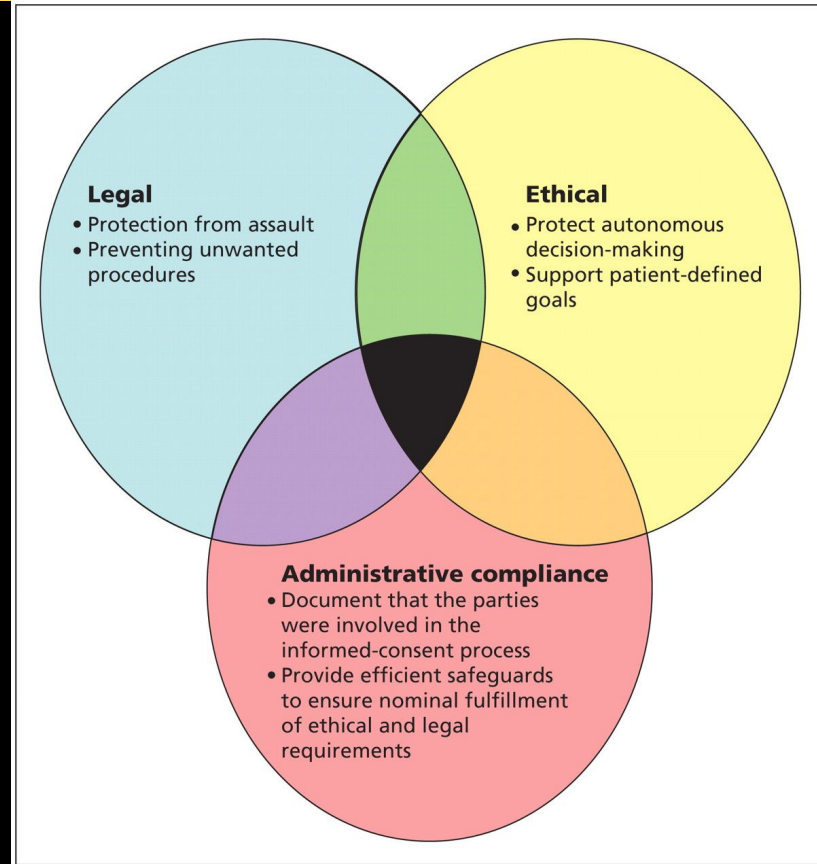 Legal
• Protection from assault
• Preventing unwanted
procedures
Ethical
• Protect autonomous
decision-making
• Support patient-defined
goals
Administrative compliance
• Document that the parties
were involved in the
informed-consent process
• Provide efficient safeguards
to ensure nominal fulfillment
of ethical and legal
requirements